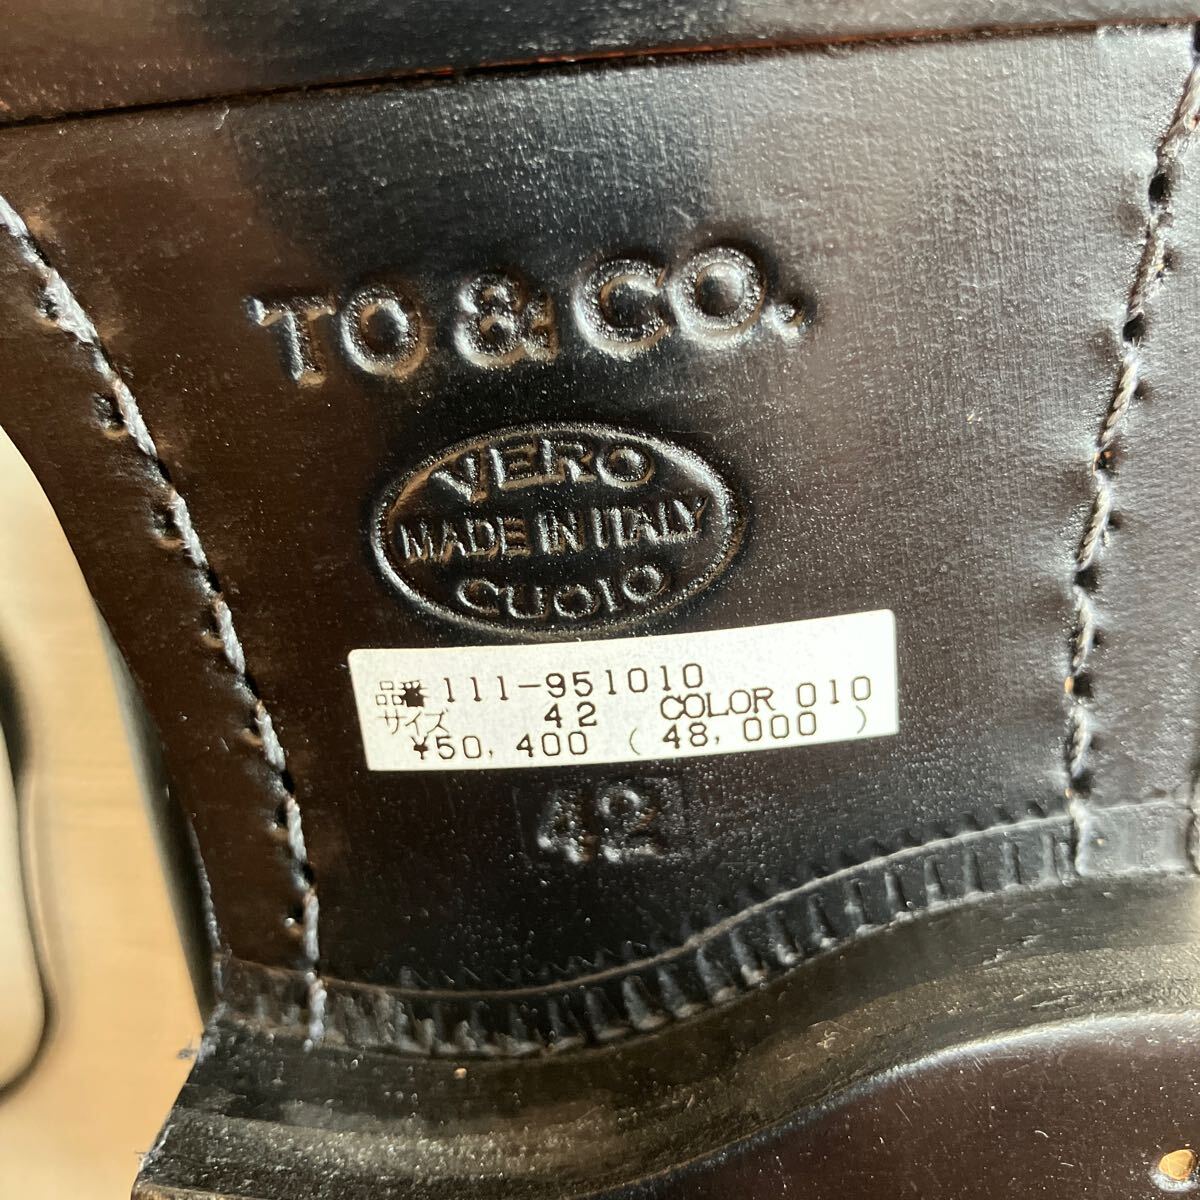 TO & CO.
VERO
MADE IN ITALY
CUOIO
品番 111-951010
サイズ 42 COLOR 010
¥50,400 ( 48,000 )
42